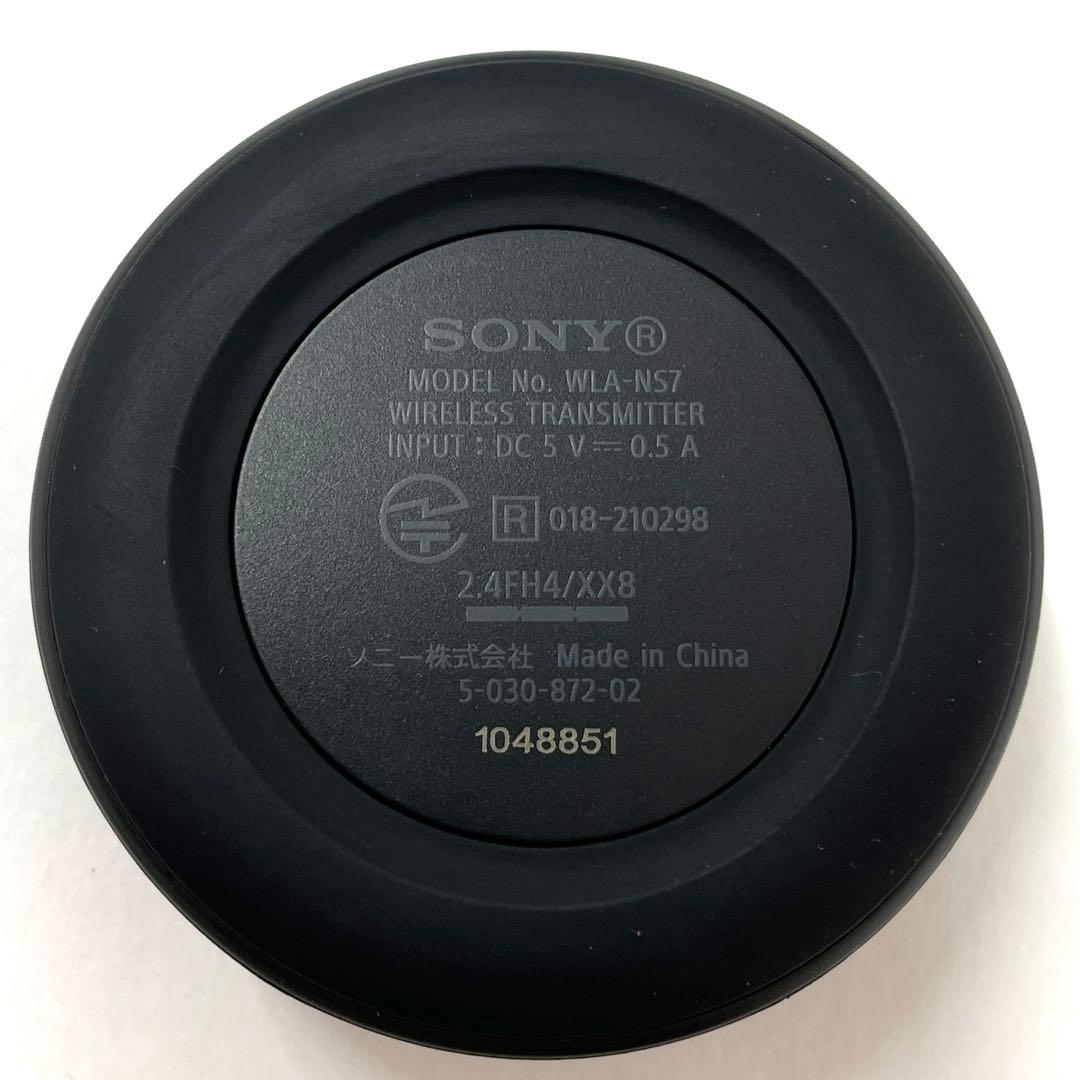 SONY®
MODEL No. WLA-NS7
WIRELESS TRANSMITTER
INPUT : DC 5 V⎓ 0.5 A
R 018-210298
2.4FH4/XX8
ソニー株式会社 Made in China
5-030-872-02
1048851